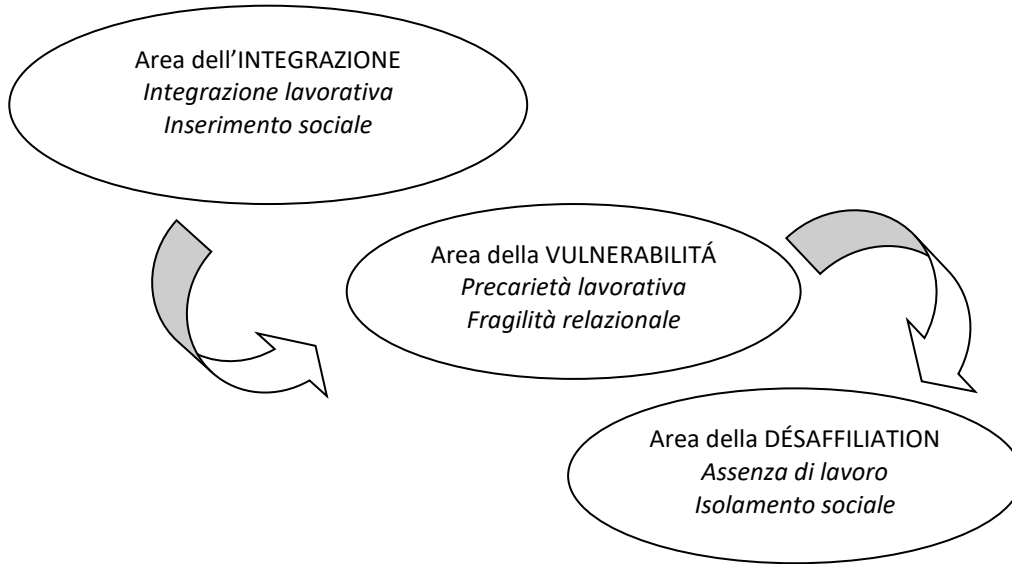 Area dell’INTEGRAZIONE
Integrazione lavorativa
Inserimento sociale
Area della VULNERABILITÁ
Precarietà lavorativa
Fragilità relazionale
Area della DÉSAFFILIATION
Assenza di lavoro
Isolamento sociale